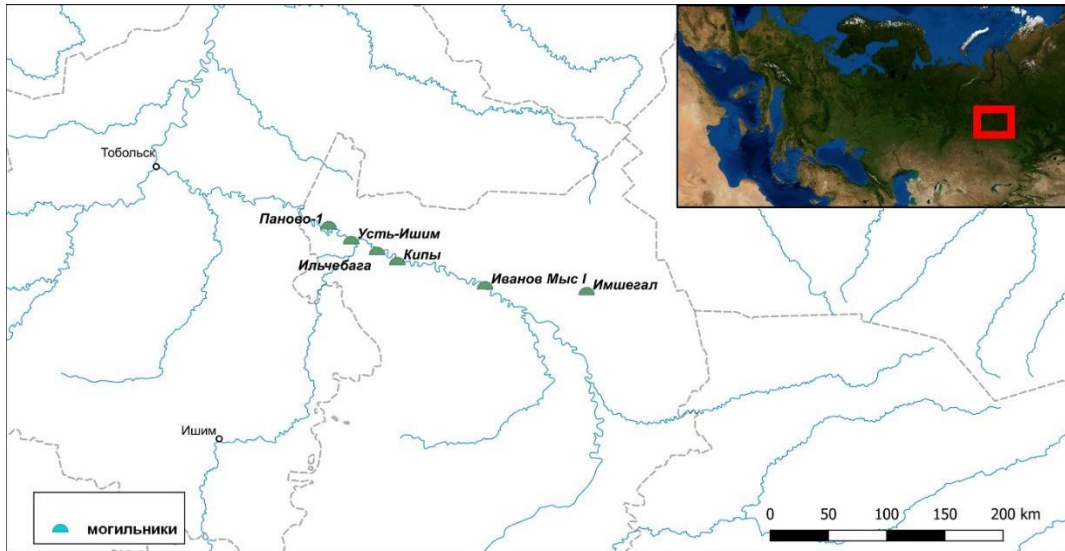 Тобольск
Паново-1
Усть-Ишим
Ильчебага
Кипы
Иванов Мыс I
Имшегал
Ишим
могильники
0 50 100 150 200 km